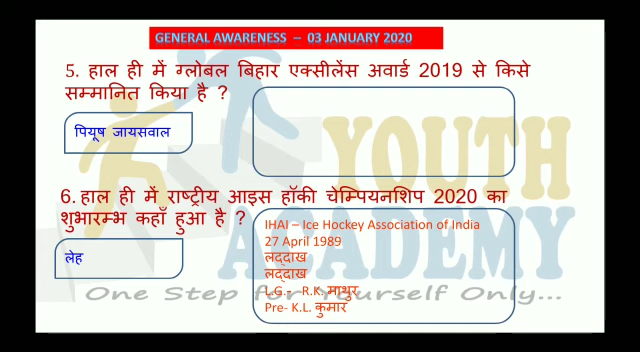 GENERAL AWARENESS – 03 JANUARY 2020
5. हाल ही में ग्लोबल बिहार एक्सीलेंस अवार्ड 2019 से किसे
सम्मानित किया है ?
पियूष जायसवाल
6. हाल ही में राष्ट्रीय आइस हॉकी चेम्पियनशिप 2020 का
शुभारम्भ कहाँ हुआ है ?
लेह
IHAI – Ice Hockey Association of India
27 April 1989
लद्दाख
लद्दाख
L.G.- R.K. माथुर
Pre- K.L. कुमार
YOUTH
ACADEMY
One Step for Yourself Only...